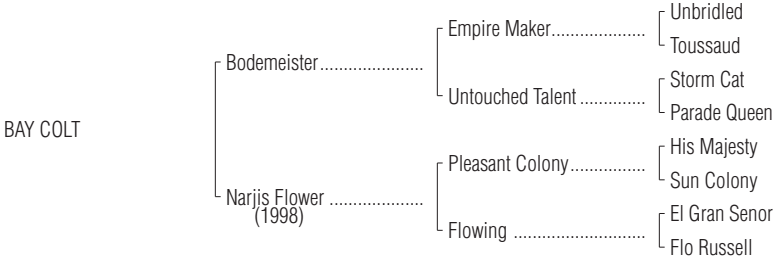 Unbridled
Empire Maker....................
Toussaud
Bodemeister......................
Storm Cat
Untouched Talent ..............
Parade Queen
BAY COLT
His Majesty
Pleasant Colony................
Sun Colony
Narjis Flower ....................
(1998)
El Gran Senor
Flowing ............................
Flo Russell